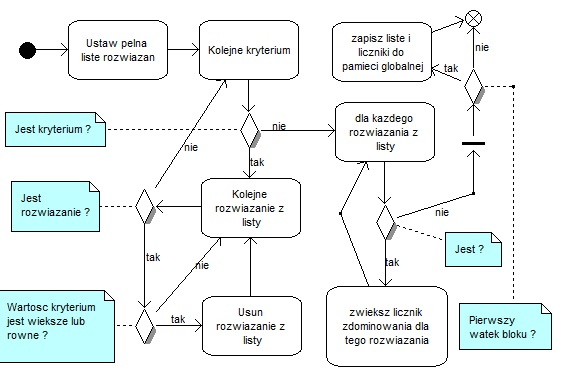 Ustaw pelna
liste rozwiazan
Kolejne kryterium
zapisz liste i
liczniki do
pamieci globalnej
nie
tak
Jest kryterium ?
nie
nie
tak
dla kazdego
rozwiazania z
listy
Jest
rozwiazanie ?
Kolejne
rozwiazanie z
listy
nie
Jest ?
tak
nie
tak
Wartosc kryterium
jest wieksze lub
rowne ?
tak
Usun
rozwiazanie z
listy
zwieksz licznik
zdominowania dla
tego rozwiazania
Pierwszy
watek bloku ?